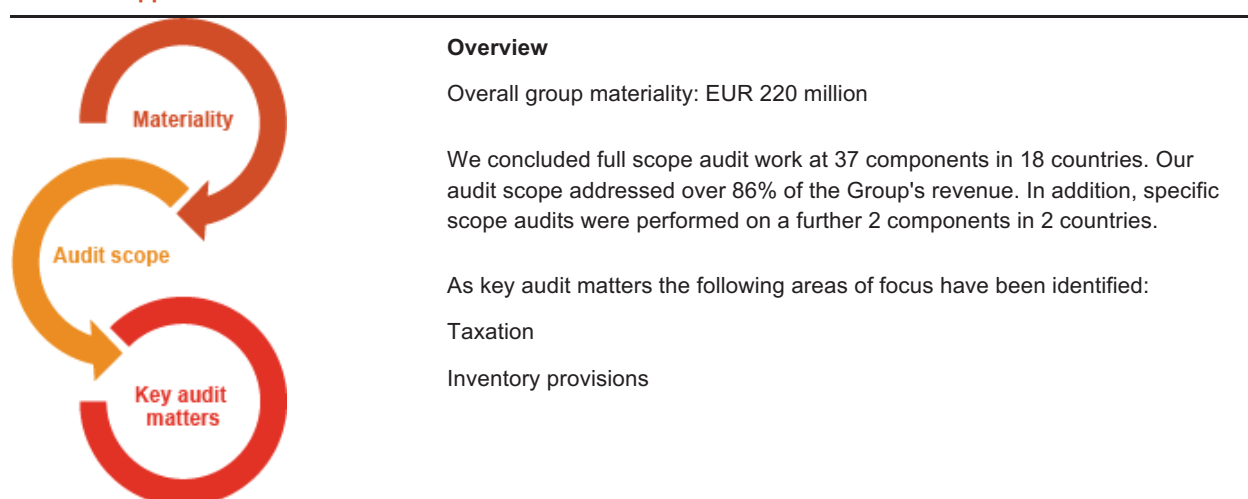 Overview
Materiality
Overall group materiality: EUR 220 million
We concluded full scope audit work at 37 components in 18 countries. Our
audit scope addressed over 86% of the Group's revenue. In addition, specific
scope audits were performed on a further 2 components in 2 countries.
Audit scope
As key audit matters the following areas of focus have been identified:
Taxation
Inventory provisions
Key audit
matters